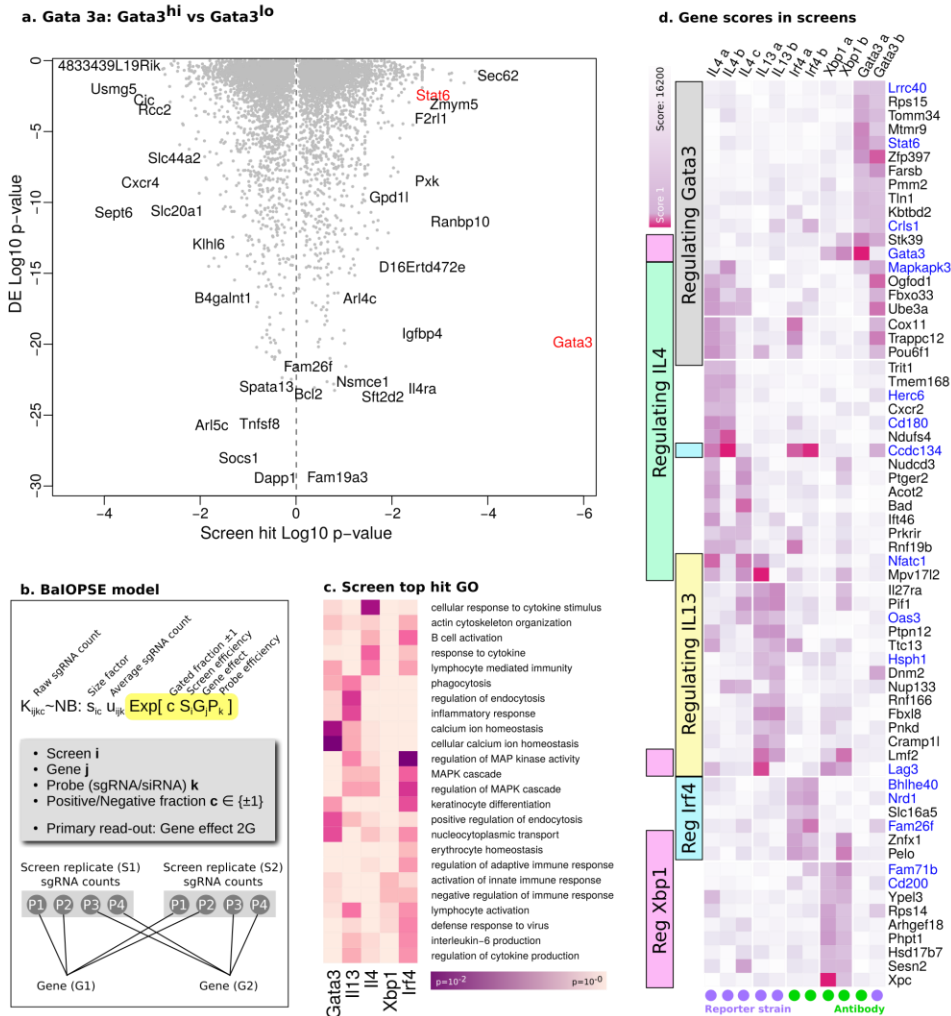 a. Gata 3a: Gata3hi vs Gata3lo
DE Log10 p-value
0
−5
−10
−15
−20
−25
−30
4833439L19Rik
Sec62
Usmg5
Stat6
Cic
Zmym5
Rcc2
F2rl1
Slc44a2
Cxcr4
Pxk
Gpd1l
Sept6
Slc20a1
Ranbp10
Klhl6
D16Ertd472e
B4galnt1
Arl4c
Igfbp4
Gata3
Fam26f
Spata13
Nsmce1
Il4ra
Bcl2
Sft2d2
Arl5c
Tnfsf8
Socs1
Dapp1
Fam19a3
−4
−2
0
−2
−4
−6
Screen hit Log10 p-value
b. BaIOPSE model
Raw sgRNA count
Size factor
Average sgRNA count
Gated fraction ±1
Screen efficiency
Gene effect
Probe efficiency
Kijkc~NB: sic uijk Exp[ c SiGjPk ]
• Screen i
• Gene j
• Probe (sgRNA/siRNA) k
• Positive/Negative fraction c ∈ {±1}
• Primary read-out: Gene effect 2G
Screen replicate (S1)
sgRNA counts
Screen replicate (S2)
sgRNA counts
P1 P2 P3 P4
P1 P2 P3 P4
Gene (G1)
Gene (G2)
c. Screen top hit GO
cellular response to cytokine stimulus
actin cytoskeleton organization
B cell activation
response to cytokine
lymphocyte mediated immunity
phagocytosis
regulation of endocytosis
inflammatory response
calcium ion homeostasis
cellular calcium ion homeostasis
regulation of MAP kinase activity
MAPK cascade
regulation of MAPK cascade
keratinocyte differentiation
positive regulation of endocytosis
nucleocytoplasmic transport
erythrocyte homeostasis
regulation of adaptive immune response
activation of innate immune response
negative regulation of immune response
lymphocyte activation
defense response to virus
interleukin−6 production
regulation of cytokine production
Gata3
Il13
Il4
Xbp1
Irf4
p=10-2
p=10-0
d. Gene scores in screens
IL4 a
IL4 b
IL4 c
IL13 a
IL13 b
Irf4 a
Irf4 b
Xbp1 a
Xbp1 b
Gata3 a
Gata3 b
Score: 16200
Score 1
Regulating Gata3
Regulating IL4
Regulating IL13
Reg Irf4
Reg Xbp1
Lrrc40
Rps15
Tomm34
Mtmr9
Stat6
Zfp397
Farsb
Pmm2
Tln1
Kbtbd2
Crls1
Stk39
Gata3
Mapkapk3
Ogfod1
Fbxo33
Ube3a
Cox11
Trappc12
Pou6f1
Trit1
Tmem168
Herc6
Cxcr2
Cd180
Ndufs4
Ccdc134
Nudcd3
Ptger2
Acot2
Bad
Ift46
Prkrir
Rnf19b
Nfatc1
Mpv17l2
Il27ra
Pif1
Oas3
Ptpn12
Ttc13
Hsph1
Dnm2
Nup133
Rnf166
Fbxl8
Pnkd
Cramp1l
Lmf2
Lag3
Bhlhe40
Nrd1
Slc16a5
Fam26f
Znfx1
Pelo
Fam71b
Cd200
Ypel3
Rps14
Arhgef18
Phpt1
Hsd17b7
Sesn2
Xpc
Reporter strain
Antibody